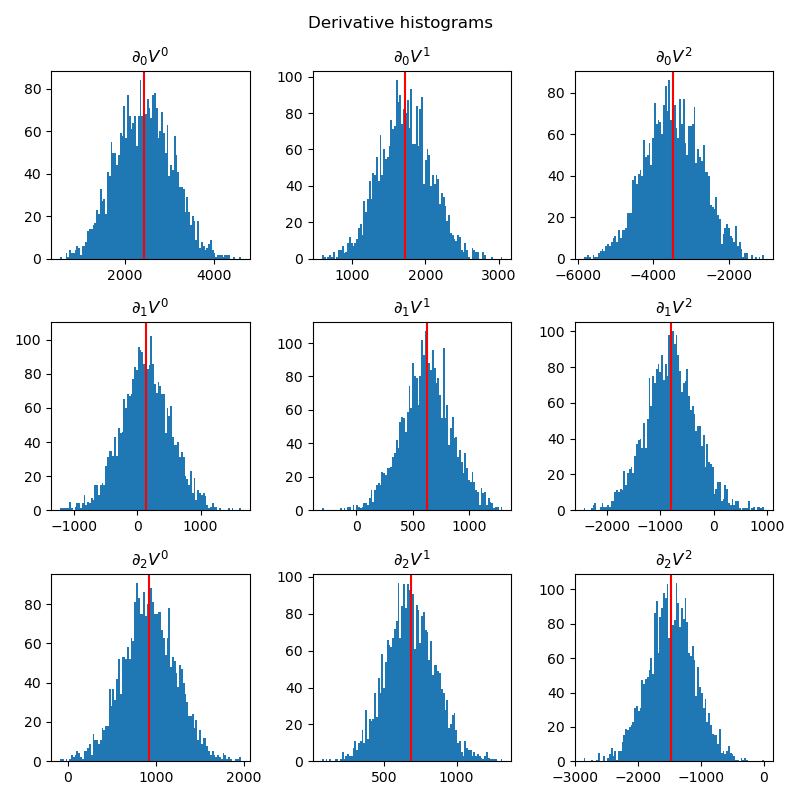 Derivative histograms
∂₀V⁰ ∂₀V¹ ∂₀V²
80 60 40 20 0
2000 4000
100 80 60 40 20 0
1000 2000 3000
80 60 40 20 0
−6000 −4000 −2000
∂₁V⁰ ∂₁V¹ ∂₁V²
100 80 60 40 20 0
−1000 0 1000
100 80 60 40 20 0
0 500 1000
100 80 60 40 20 0
−2000 −1000 0 1000
∂₂V⁰ ∂₂V¹ ∂₂V²
80 60 40 20 0
0 1000 2000
100 80 60 40 20 0
500 1000
100 80 60 40 20 0
−3000 −2000 −1000 0